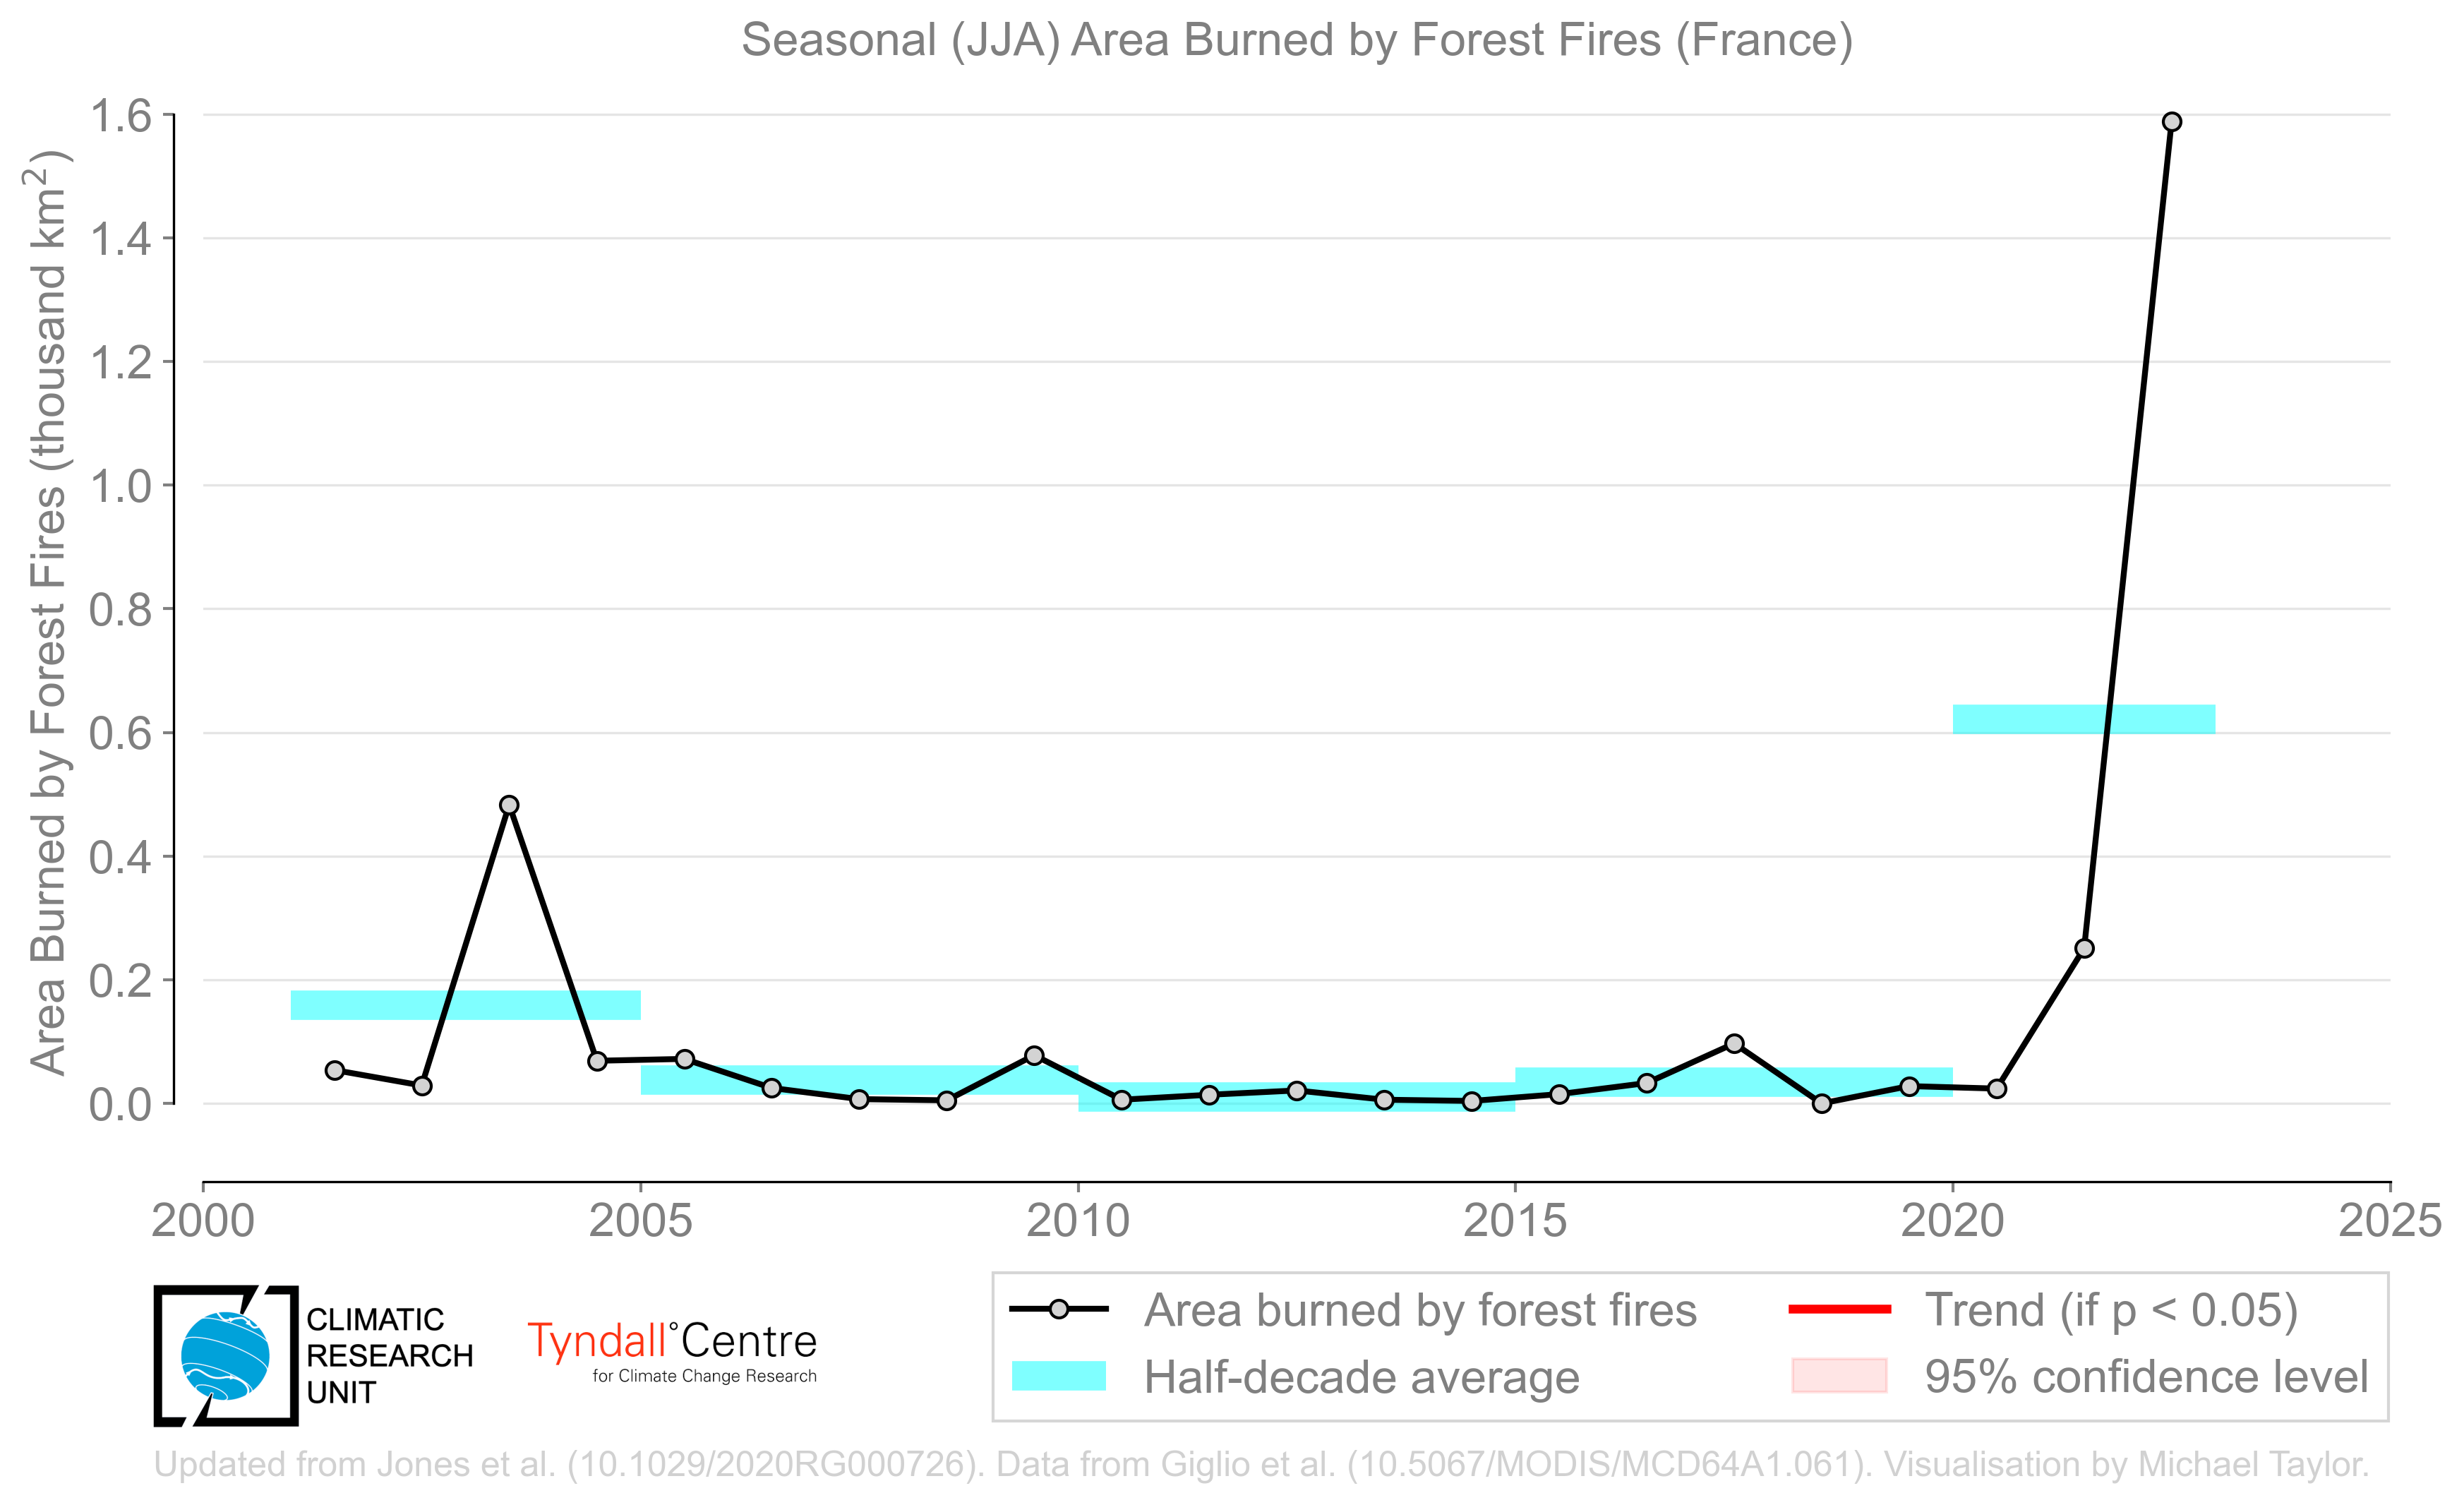 Seasonal (JJA) Area Burned by Forest Fires (France)
Area Burned by Forest Fires (thousand km²)
1.6
1.4
1.2
1.0
0.8
0.6
0.4
0.2
0.0
2000
2005
2010
2015
2020
2025
CLIMATIC
RESEARCH
UNIT
Tyndall°Centre
for Climate Change Research
Area burned by forest fires
Half-decade average
Trend (if p < 0.05)
95% confidence level
Updated from Jones et al. (10.1029/2020RG000726). Data from Giglio et al. (10.5067/MODIS/MCD64A1.061). Visualisation by Michael Taylor.